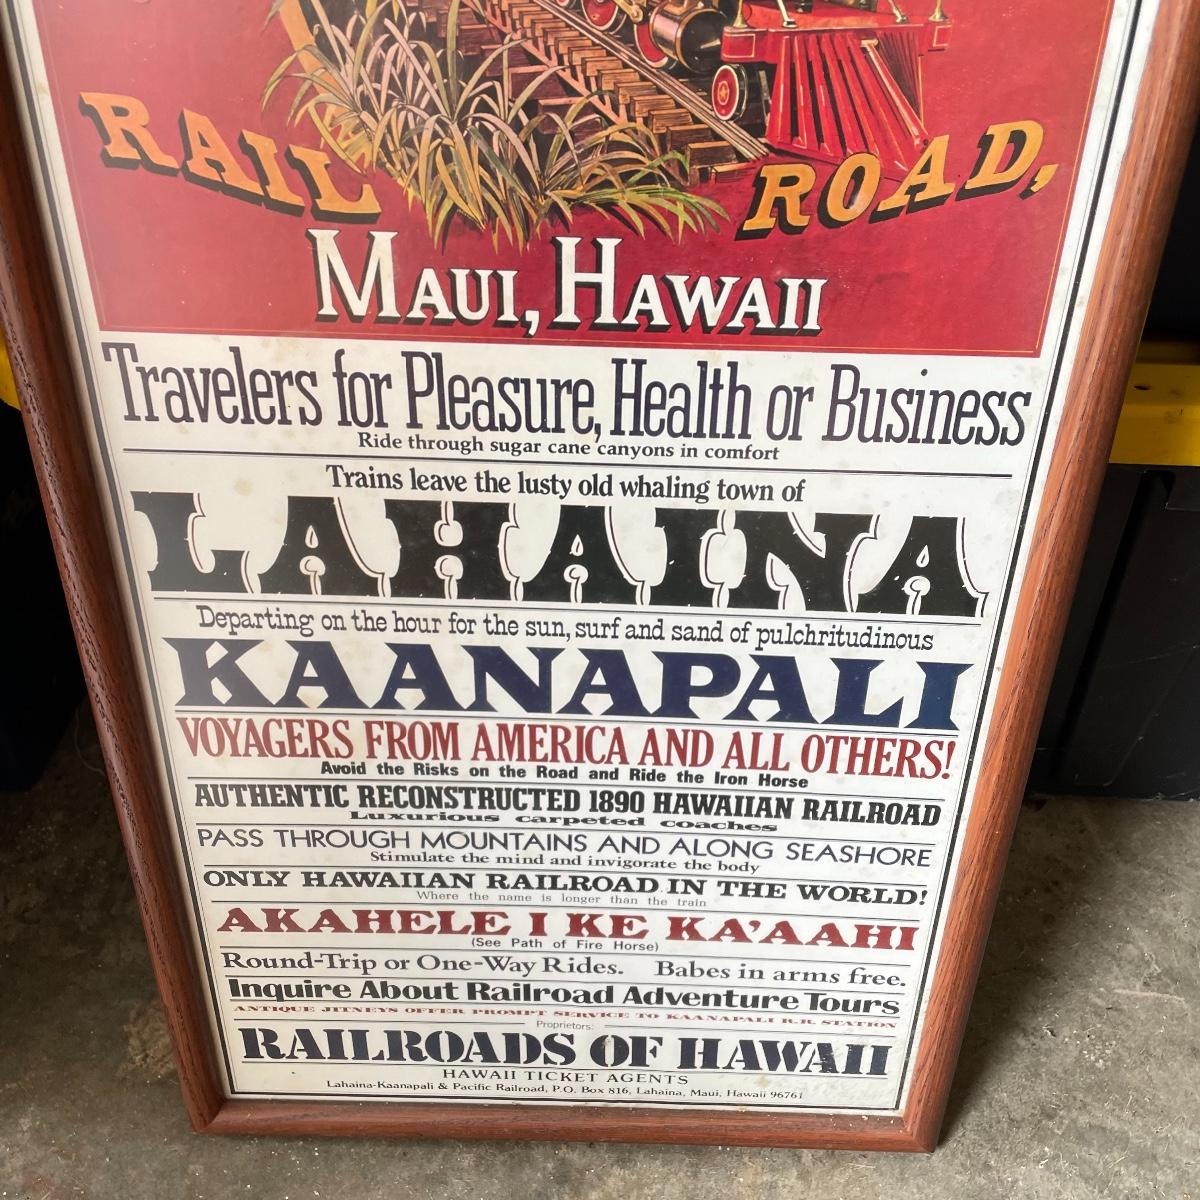 RAIL ROAD,
MAUI, HAWAII
Travelers for Pleasure, Health or Business
Ride through sugar cane canyons in comfort
Trains leave the lusty old whaling town of
LAHAINA
Departing on the hour for the sun, surf and sand of pulchritudinous
KAANAPALI
VOYAGERS FROM AMERICA AND ALL OTHERS!
Avoid the Risks on the Road and Ride the Iron Horse
AUTHENTIC RECONSTRUCTED 1890 HAWAIIAN RAILROAD
Luxurious carpeted coaches
PASS THROUGH MOUNTAINS AND ALONG SEASHORE
Stimulate the mind and invigorate the body
ONLY HAWAIIAN RAILROAD IN THE WORLD!
Where the name is longer than the train
AKAHELE I KE KA'AAHI
(See Path of Fire Horse)
Round-Trip or One-Way Rides. Babes in arms free.
Inquire About Railroad Adventure Tours
ANTIQUE JITNEYS OFFER PROMPT SERVICE TO KAANAPALI R.R. STATION
Proprietors:
RAILROADS OF HAWAII
HAWAII TICKET AGENTS
Lahaina-Kaanapali & Pacific Railroad, P.O. Box 816, Lahaina, Maui, Hawaii 96761